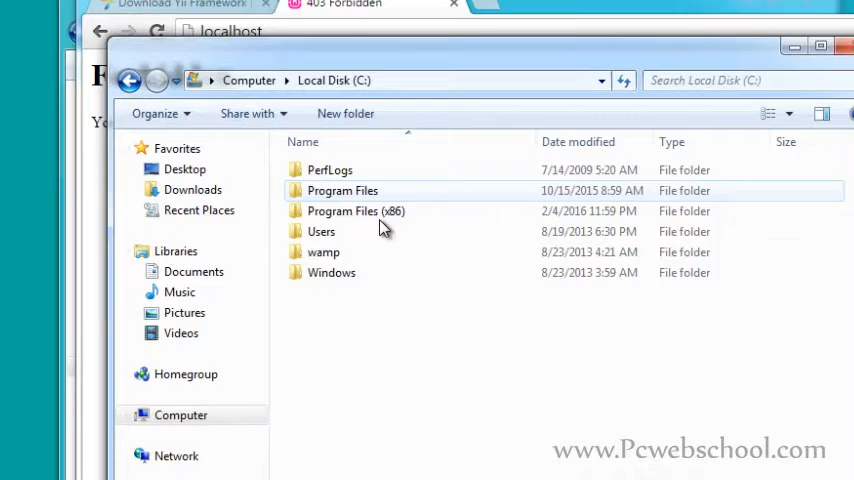 Download Yii Framework
403 Forbidden
localhost
Computer
Local Disk (C:)
Search Local Disk (C:)
Organize
Share with
New folder
Name
Date modified
Type
Size
Favorites
Desktop
Downloads
Recent Places
Libraries
Documents
Music
Pictures
Videos
Homegroup
Computer
Network
PerfLogs 7/14/2009 5:20 AM File folder
Program Files 10/15/2015 8:59 AM File folder
Program Files (x86) 2/4/2016 11:59 PM File folder
Users 8/19/2013 6:30 PM File folder
wamp 8/23/2013 4:21 AM File folder
Windows 8/23/2013 3:59 AM File folder
www.Pcwebschool.com